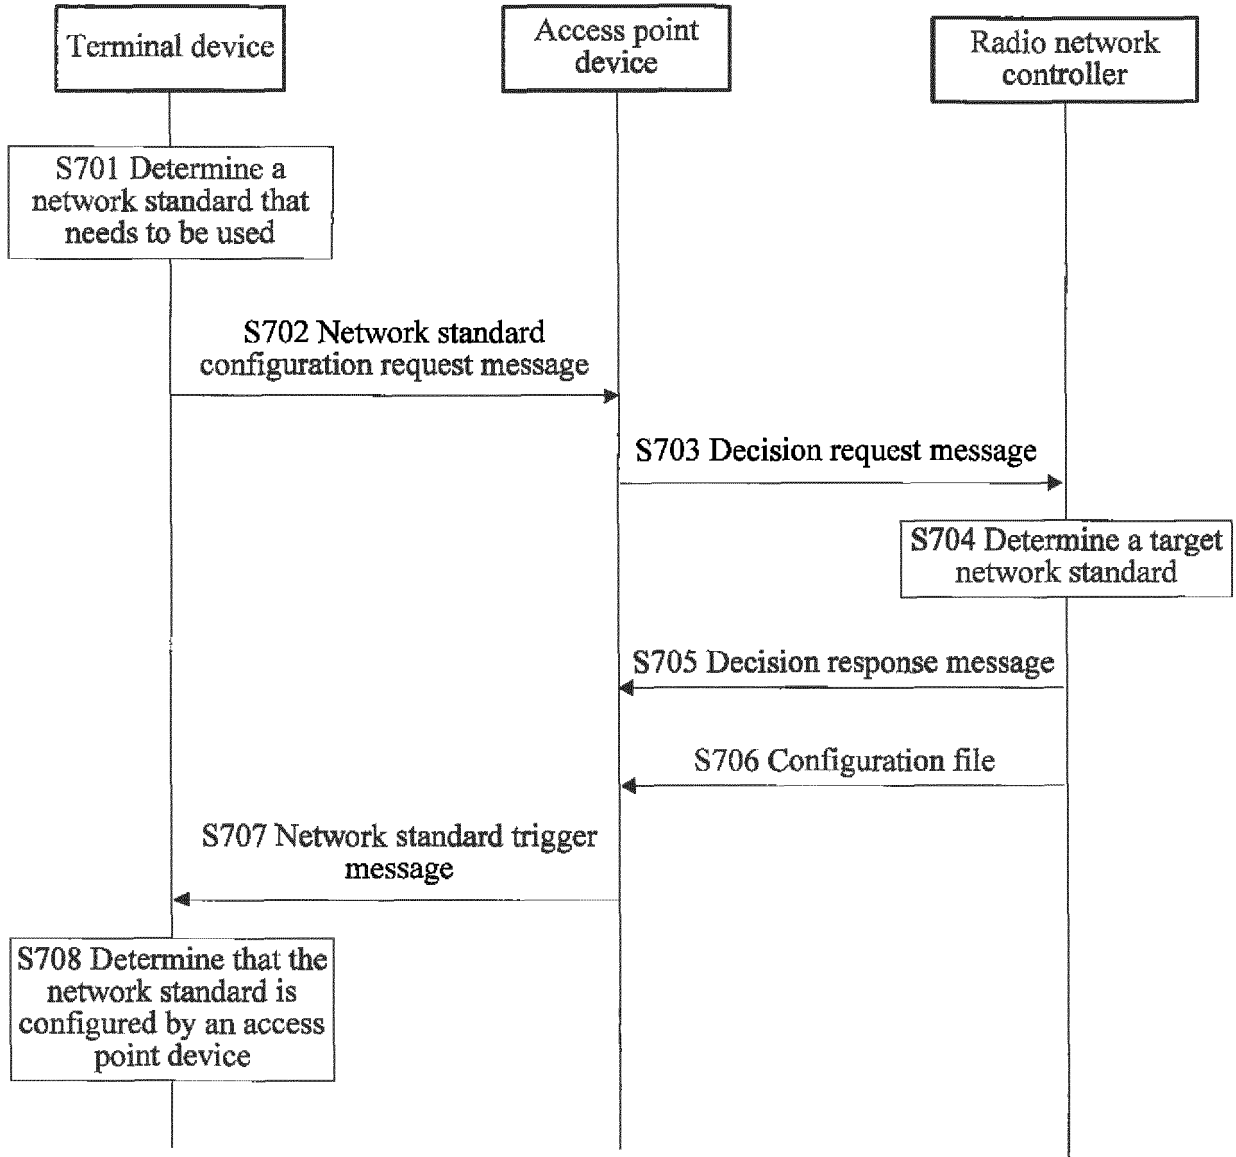 Terminal device
Access point
device
Radio network
controller
S701 Determine a
network standard that
needs to be used
S702 Network standard
configuration request message
S703 Decision request message
S704 Determine a target
network standard
S705 Decision response message
S706 Configuration file
S707 Network standard trigger
message
S708 Determine that the
network standard is
configured by an access
point device